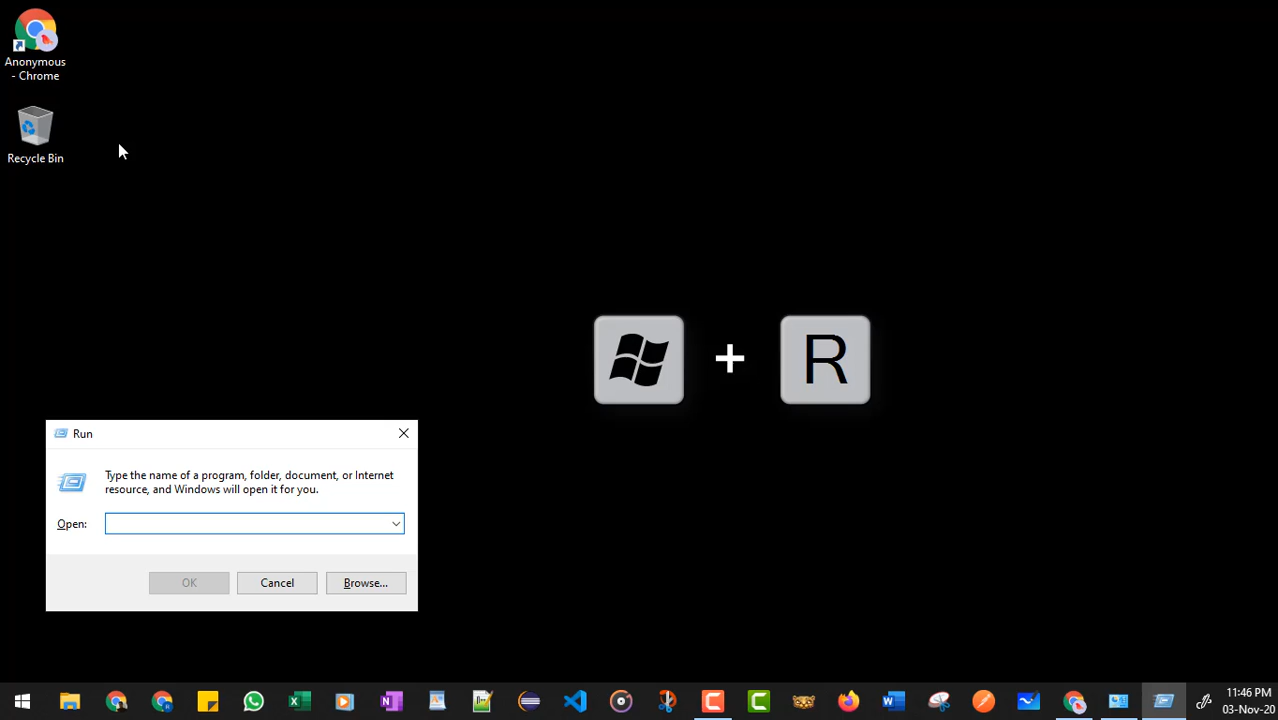 Anonymous
- Chrome
Recycle Bin
+
R
Run
Type the name of a program, folder, document, or Internet
resource, and Windows will open it for you.
Open:
OK
Cancel
Browse...
11:46 PM
03-Nov-20